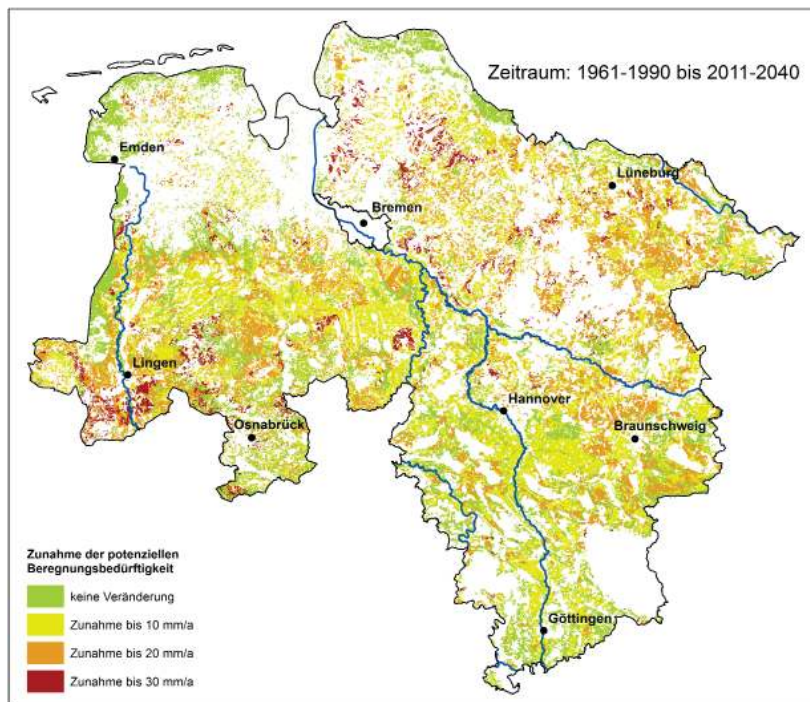 Zeitraum: 1961-1990 bis 2011-2040
Emden
Lüneburg
Bremen
Lingen
Hannover
Osnabrück
Braunschweig
Göttingen
Zunahme der potenziellen
Beregnungsbedürftigkeit
keine Veränderung
Zunahme bis 10 mm/a
Zunahme bis 20 mm/a
Zunahme bis 30 mm/a